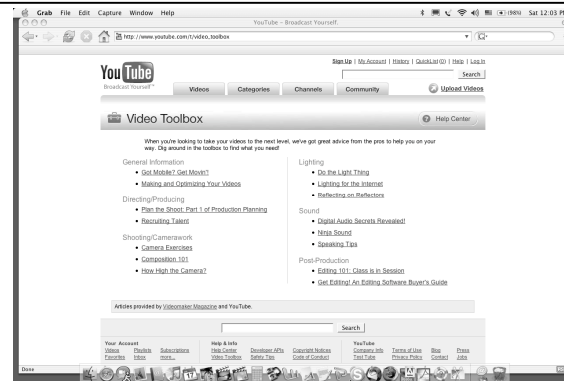 Grab File Edit Capture Window Help (98%) Sat 12:03 P
YouTube - Broadcast Yourself.
http://www.youtube.com/t/video_toolbox
Sign Up | My Account | History | QuickList (0) | Help | Log In
YouTube
Search
Broadcast Yourself™
Videos Categories Channels Community Upload Videos
Video Toolbox Help Center
When you're looking to take your videos to the next level, we've got great advice from the pros to help you on your
way. Dig around in the toolbox to find what you need!
General Information
• Got Mobile? Get Movin'!
• Making and Optimizing Your Videos
Directing/Producing
• Plan the Shoot: Part 1 of Production Planning
• Recruiting Talent
Shooting/Camerawork
• Camera Exercises
• Composition 101
• How High the Camera?
Lighting
• Do the Light Thing
• Lighting for the Internet
• Reflecting on Reflectors
Sound
• Digital Audio Secrets Revealed!
• Ninja Sound
• Speaking Tips
Post-Production
• Editing 101: Class is in Session
• Get Editing! An Editing Software Buyer's Guide
Articles provided by Videomaker Magazine and YouTube.
Search
Your Account
Videos Playlists Subscriptions
Favorites Inbox more...
Help & Info
Help Center Developer APIs Copyright Notices
Video Toolbox Safety Tips Code of Conduct
YouTube
Company Info Terms of Use Blog Press
Test Tube Privacy Policy Contact Jobs
Done